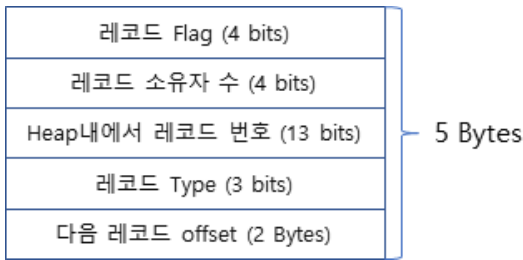 레코드 Flag (4 bits)
레코드 소유자 수 (4 bits)
Heap내에서 레코드 번호 (13 bits)
레코드 Type (3 bits)
다음 레코드 offset (2 Bytes)
5 Bytes